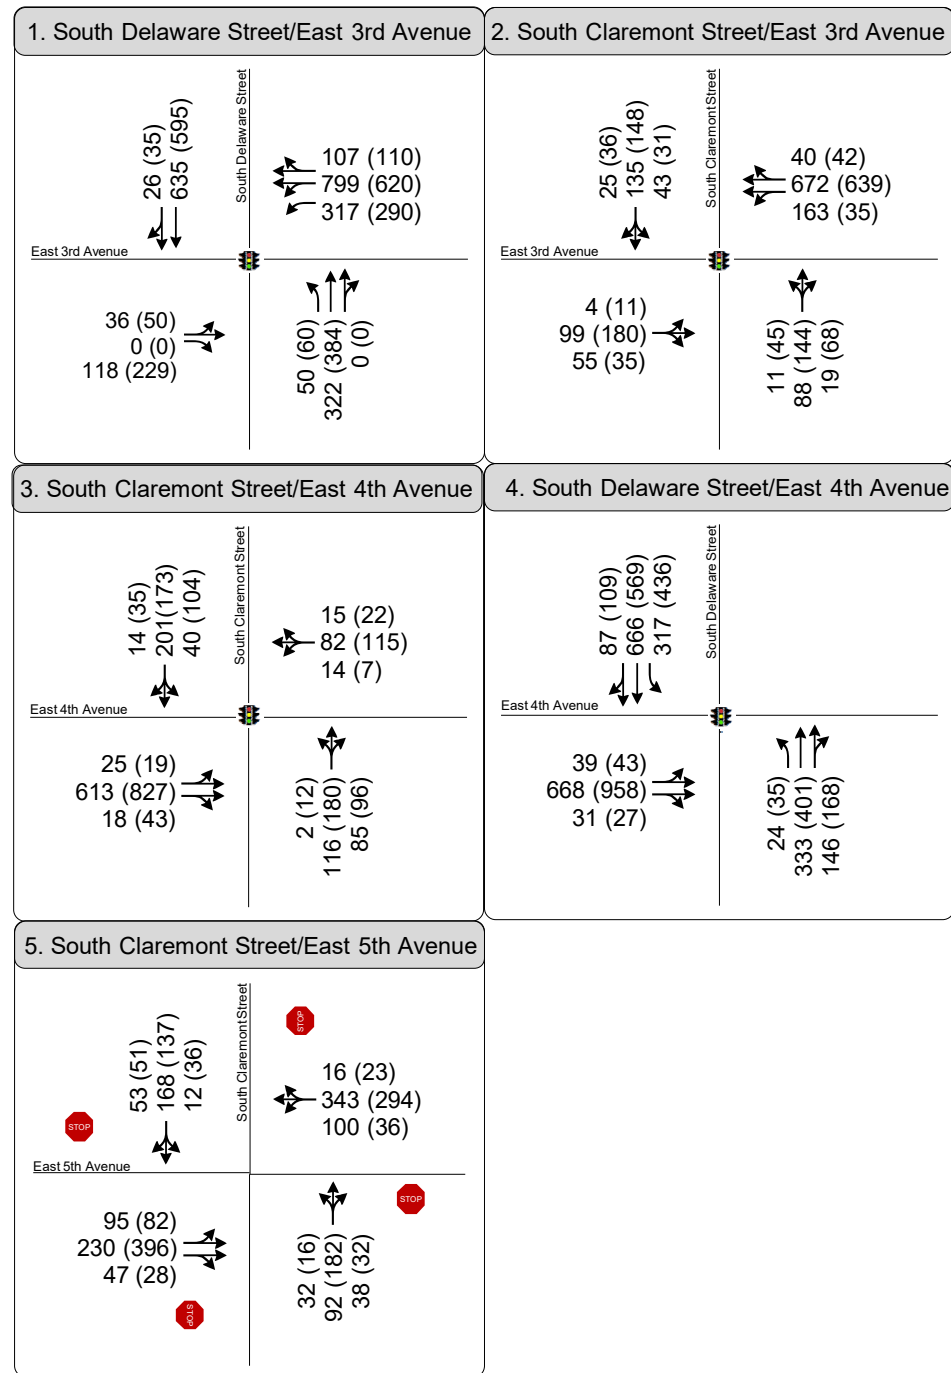 1. South Delaware Street/East 3rd Avenue
26 (35)
635 (595)
South Delaware Street
107 (110)
799 (620)
317 (290)
East 3rd Avenue
36 (50)
0 (0)
118 (229)
50 (60)
322 (384)
0 (0)
2. South Claremont Street/East 3rd Avenue
25 (36)
135 (148)
43 (31)
South Claremont Street
40 (42)
672 (639)
163 (35)
East 3rd Avenue
4 (11)
99 (180)
55 (35)
11 (45)
88 (144)
19 (68)
3. South Claremont Street/East 4th Avenue
14 (35)
201(173)
40 (104)
South Claremont Street
15 (22)
82 (115)
14 (7)
East 4th Avenue
25 (19)
613 (827)
18 (43)
2 (12)
116 (180)
85 (96)
4. South Delaware Street/East 4th Avenue
87 (109)
666 (569)
317 (436)
South Delaware Street
East 4th Avenue
39 (43)
668 (958)
31 (27)
24 (35)
333 (401)
146 (168)
5. South Claremont Street/East 5th Avenue
53 (51)
168 (137)
12 (36)
South Claremont Street
STOP
16 (23)
343 (294)
100 (36)
STOP
East 5th Avenue
STOP
95 (82)
230 (396)
47 (28)
32 (16)
92 (182)
38 (32)
STOP